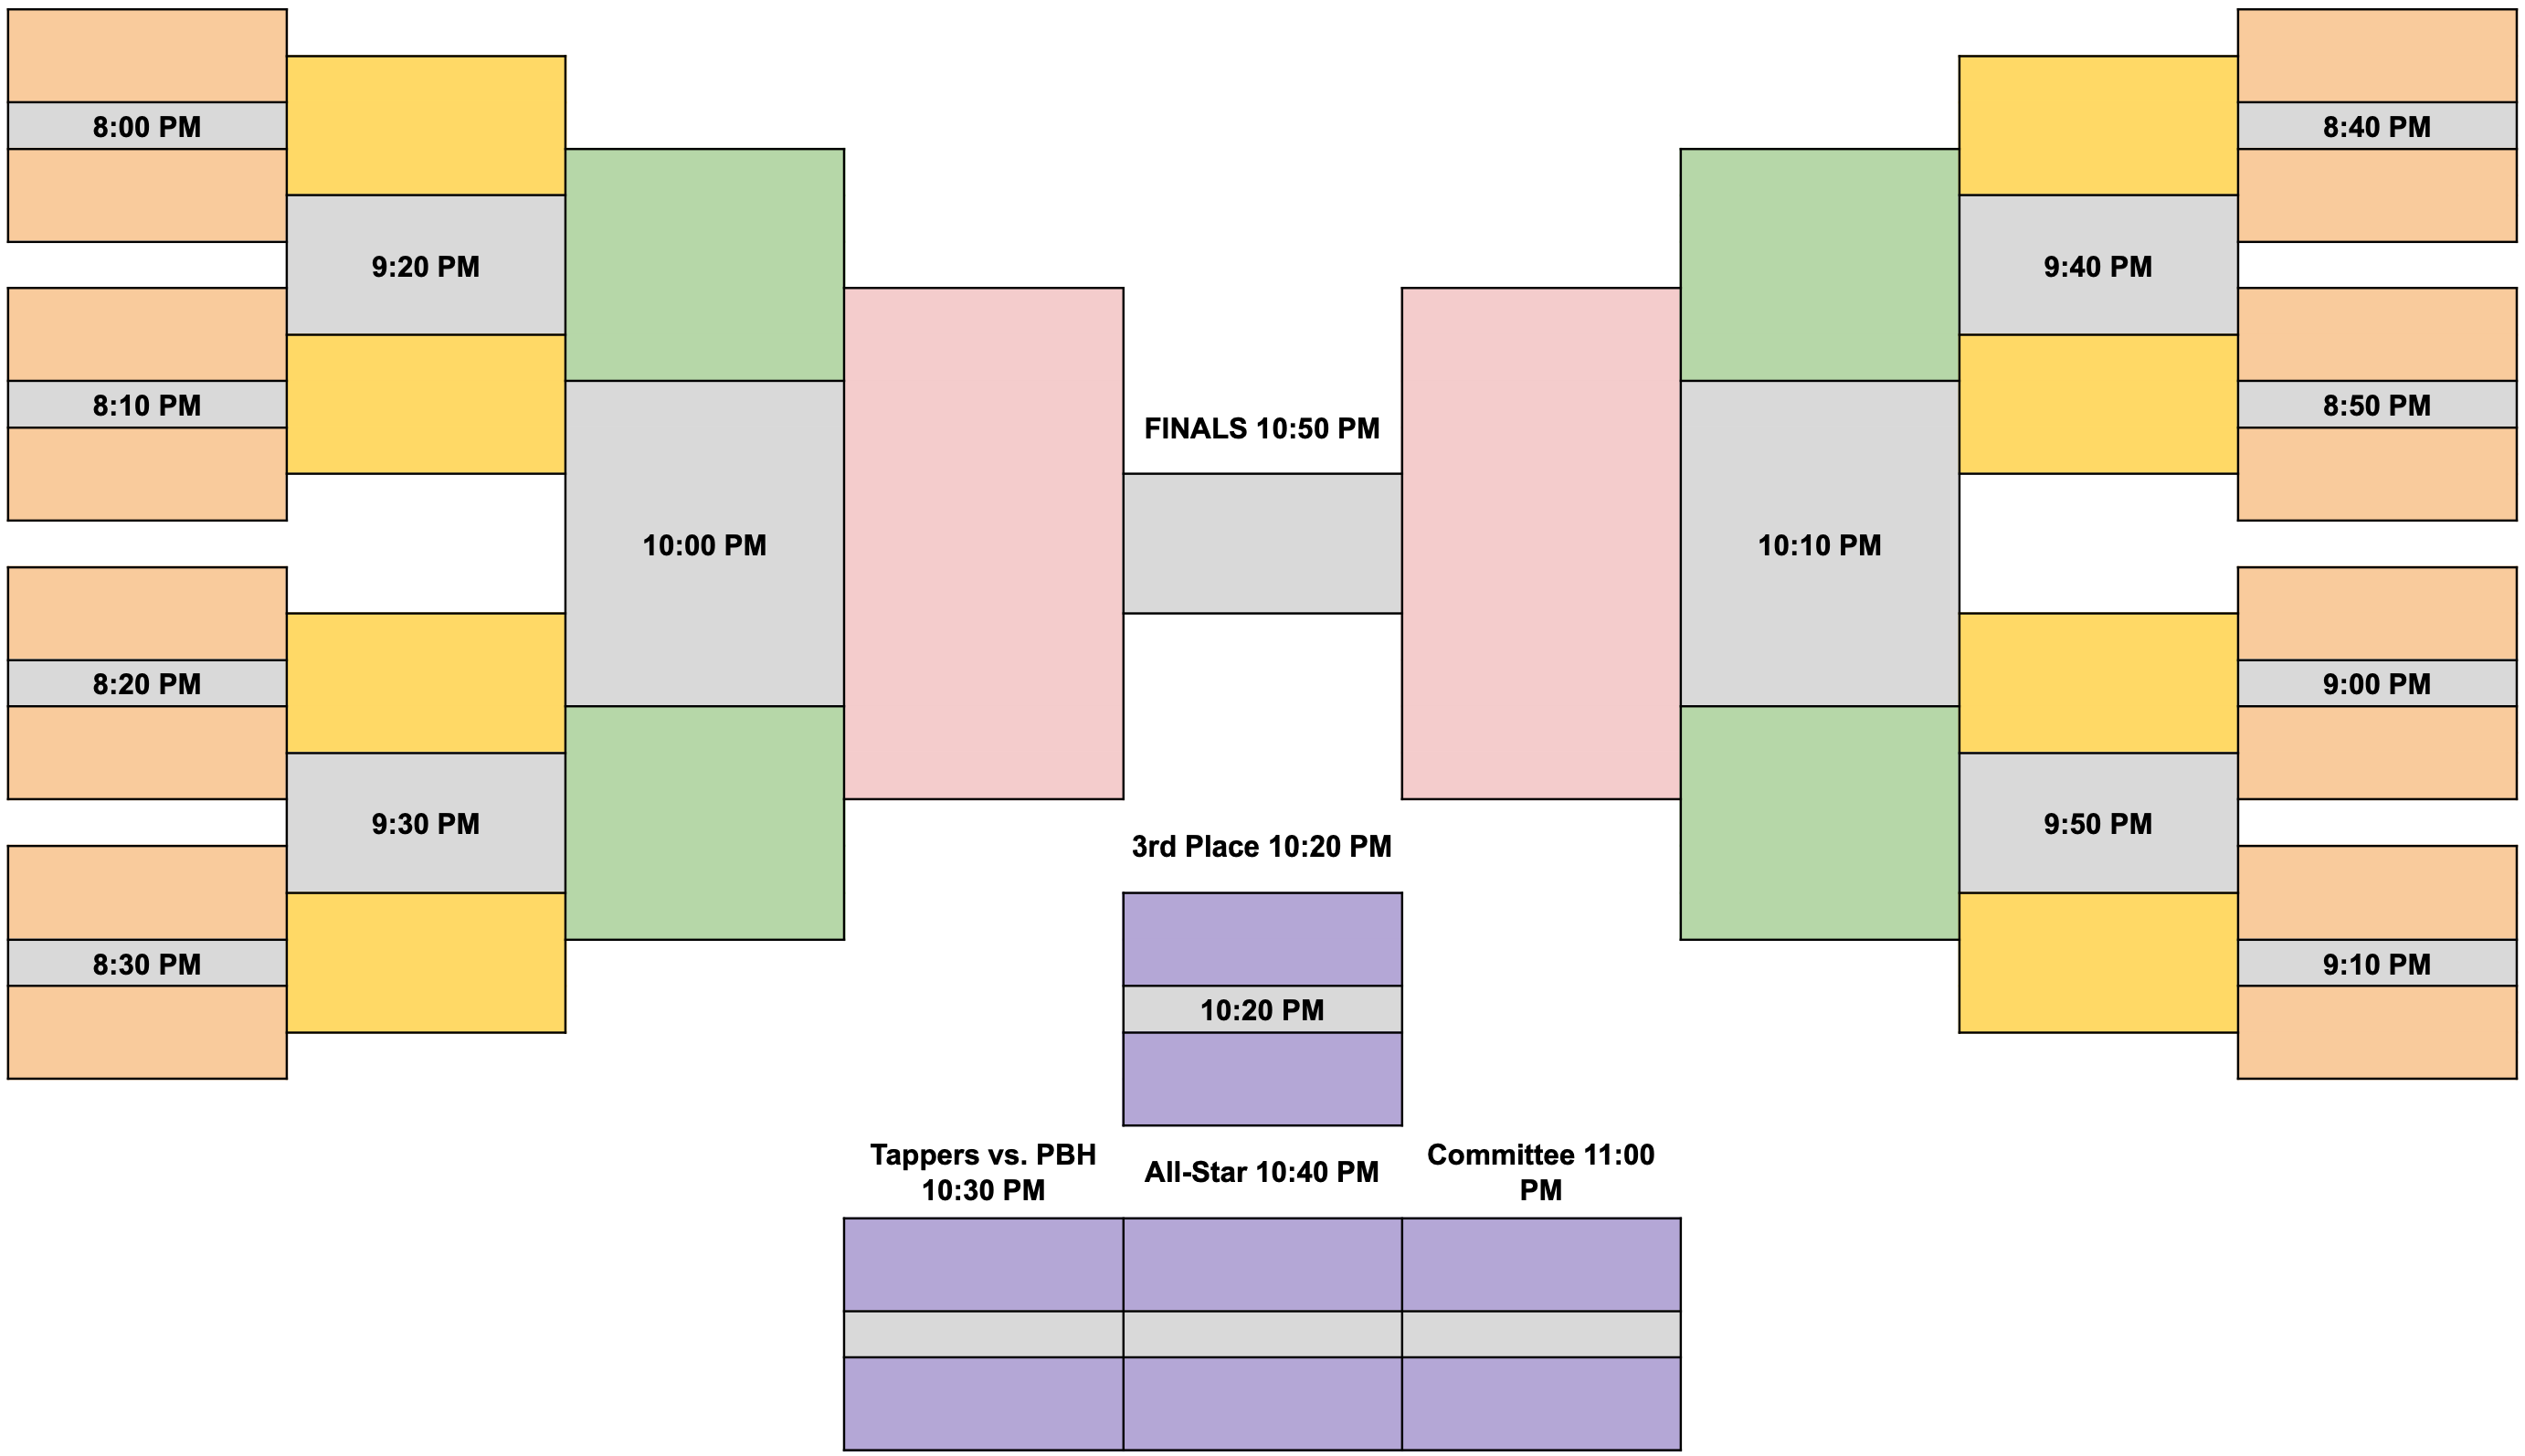 8:00 PM
8:40 PM
9:20 PM
9:40 PM
8:10 PM
8:50 PM
FINALS 10:50 PM
10:00 PM
10:10 PM
8:20 PM
9:00 PM
9:30 PM
9:50 PM
3rd Place 10:20 PM
8:30 PM
9:10 PM
10:20 PM
Tappers vs. PBH
10:30 PM
All-Star 10:40 PM
Committee 11:00
PM